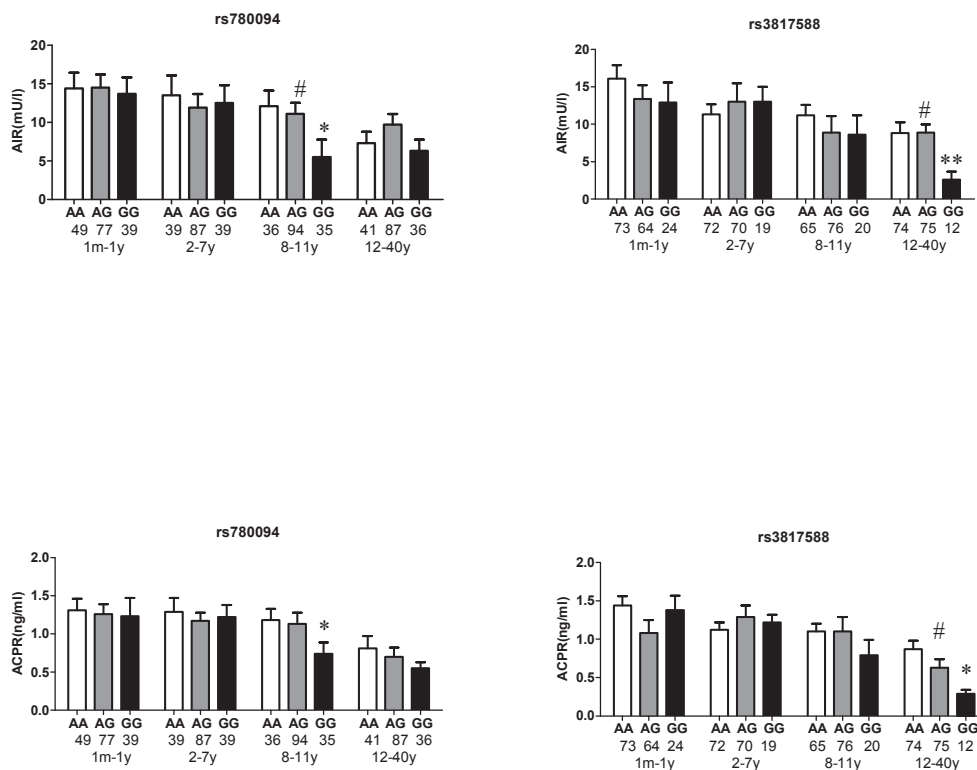 rs780094
AIR(mU/l)
20
15
10
5
0
# *
AA AG GG AA AG GG AA AG GG AA AG GG
49 77 39 39 87 39 36 94 35 41 87 36
1m-1y 2-7y 8-11y 12-40y
rs3817588
AIR(mU/l)
20
15
10
5
0
# **
AA AG GG AA AG GG AA AG GG AA AG GG
73 64 24 72 70 19 65 76 20 74 75 12
1m-1y 2-7y 8-11y 12-40y
rs780094
ACPR(ng/ml)
2.0
1.5
1.0
0.5
0.0
*
AA AG GG AA AG GG AA AG GG AA AG GG
49 77 39 39 87 39 36 94 35 41 87 36
1m-1y 2-7y 8-11y 12-40y
rs3817588
ACPR(ng/ml)
2.0
1.5
1.0
0.5
0.0
# *
AA AG GG AA AG GG AA AG GG AA AG GG
73 64 24 72 70 19 65 76 20 74 75 12
1m-1y 2-7y 8-11y 12-40y